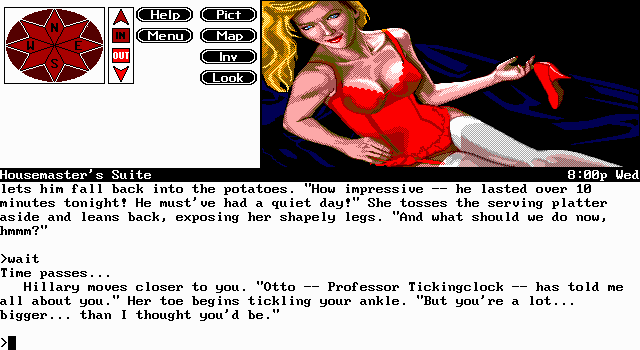 N
W
E
S
IN
OUT
Help
Menu
Pict
Map
Inv
Look
Housemaster's Suite 8:00p Wed
lets him fall back into the potatoes. "How impressive -- he lasted over 10
minutes tonight! He must've had a quiet day!" She tosses the serving platter
aside and leans back, exposing her shapely legs. "And what should we do now,
hmmm?"
>wait
Time passes...
Hillary moves closer to you. "Otto -- Professor Tickingclock -- has told me
all about you." Her toe begins tickling your ankle. "But you're a lot...
bigger... than I thought you'd be."
>